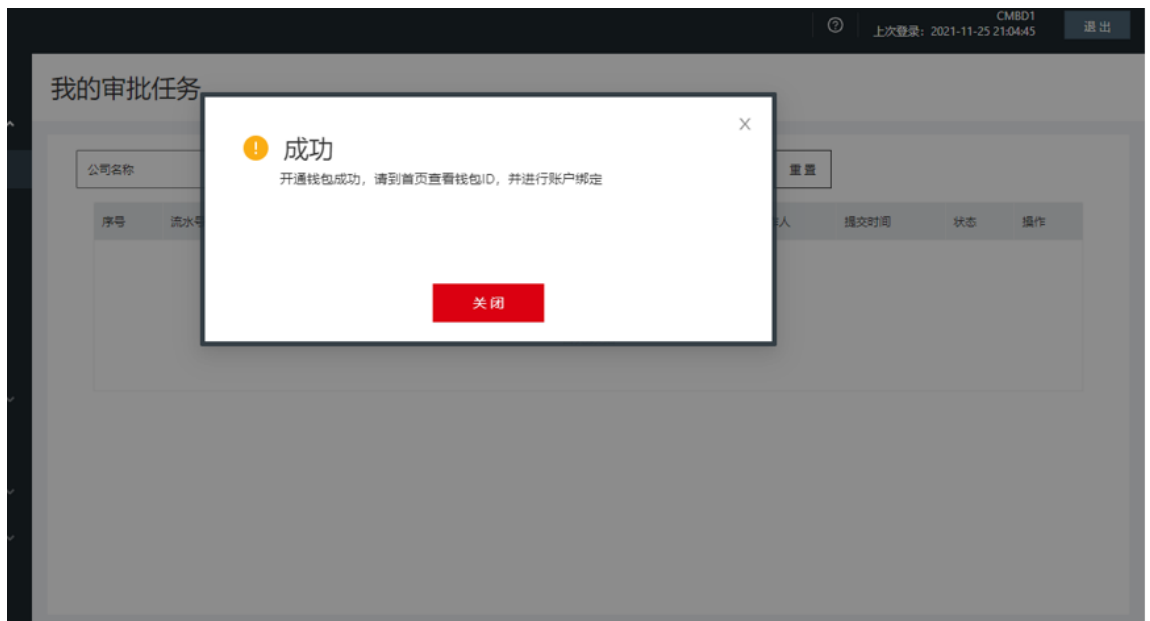 CMBD1
上次登录：2021-11-25 21:04:45
退出
我的审批任务
成功
开通钱包成功，请到首页查看钱包ID，并进行账户绑定
公司名称
重置
序号 流水号 人 提交时间 状态 操作
关闭